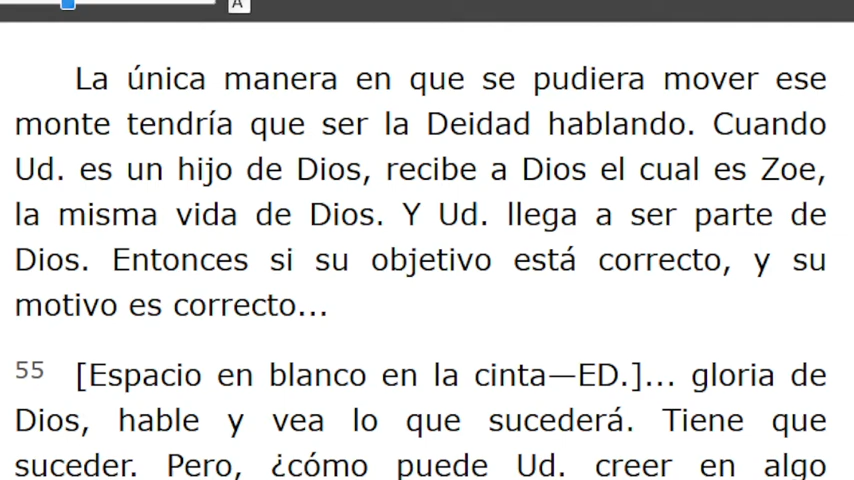 A
La única manera en que se pudiera mover ese
monte tendría que ser la Deidad hablando. Cuando
Ud. es un hijo de Dios, recibe a Dios el cual es Zoe,
la misma vida de Dios. Y Ud. llega a ser parte de
Dios. Entonces si su objetivo está correcto, y su
motivo es correcto...
55 [Espacio en blanco en la cinta—ED.]... gloria de
Dios, hable y vea lo que sucederá. Tiene que
suceder. Pero, ¿cómo puede Ud. creer en algo